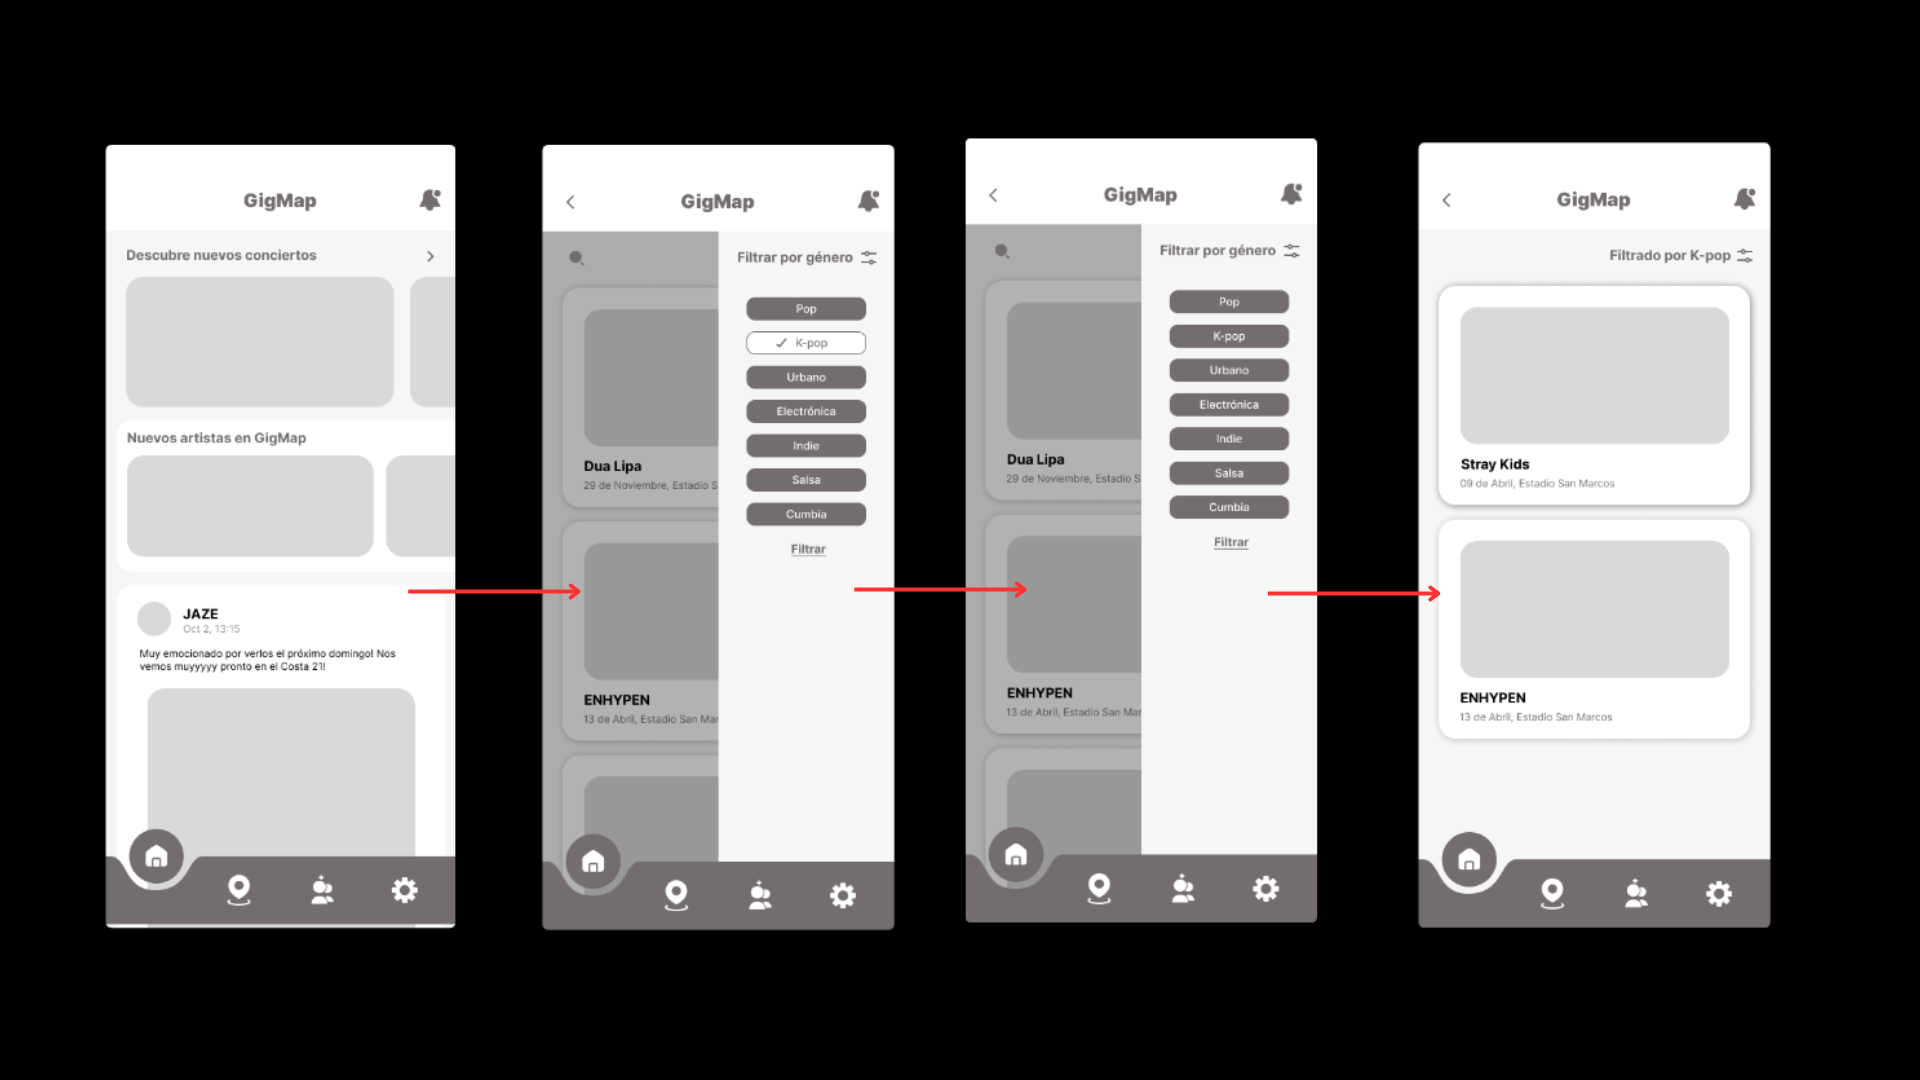 GigMap
Descubre nuevos conciertos
Nuevos artistas en GigMap
JAZE
Oct 2, 13:15
Muy emocionado por verlos el próximo domingo! Nos
vemos muyyyyy pronto en el Costa 21!
GigMap
Filtrar por género
Pop
K-pop
Urbano
Electrónica
Indie
Salsa
Cumbia
Filtrar
Dua Lipa
29 de Noviembre, Estadio S
ENHYPEN
13 de Abril, Estadio San Mar
GigMap
Filtrar por género
Pop
K-pop
Urbano
Electrónica
Indie
Salsa
Cumbia
Filtrar
Dua Lipa
29 de Noviembre, Estadio S
ENHYPEN
13 de Abril, Estadio San Mar
GigMap
Filtrado por K-pop
Stray Kids
09 de Abril, Estadio San Marcos
ENHYPEN
13 de Abril, Estadio San Marcos